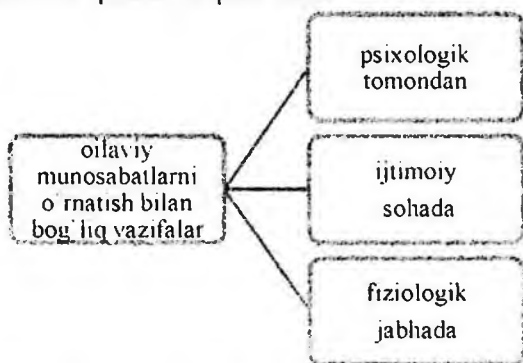 oilaviy
munosabatlarni
o`rnatish bilan
bog`liq vazifalar
psixologik
tomondan
ijtimoiy
sohada
fiziologik
jabhada